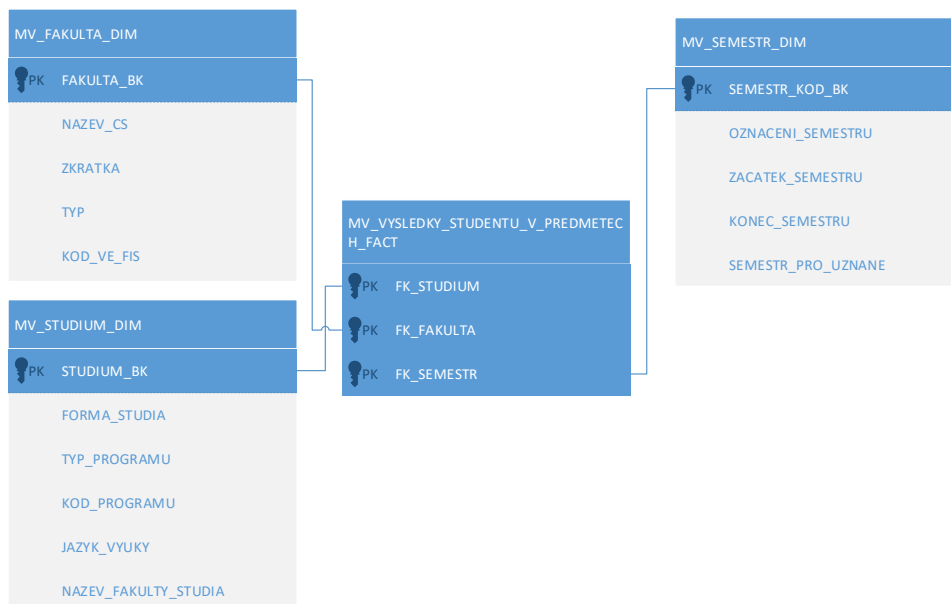 MV_FAKULTA_DIM
PK FAKULTA_BK
NAZEV_CS
ZKRATKA
TYP
KOD_VE_FIS
MV_STUDIUM_DIM
PK STUDIUM_BK
FORMA_STUDIA
TYP_PROGRAMU
KOD_PROGRAMU
JAZYK_VYUKY
NAZEV_FAKULTY_STUDIA
MV_VYSLEDKY_STUDENTU_V_PREDMETEC
H_FACT
PK FK_STUDIUM
PK FK_FAKULTA
PK FK_SEMESTR
MV_SEMESTR_DIM
PK SEMESTR_KOD_BK
OZNACENI_SEMESTRU
ZACATEK_SEMESTRU
KONEC_SEMESTRU
SEMESTR_PRO_UZNANE